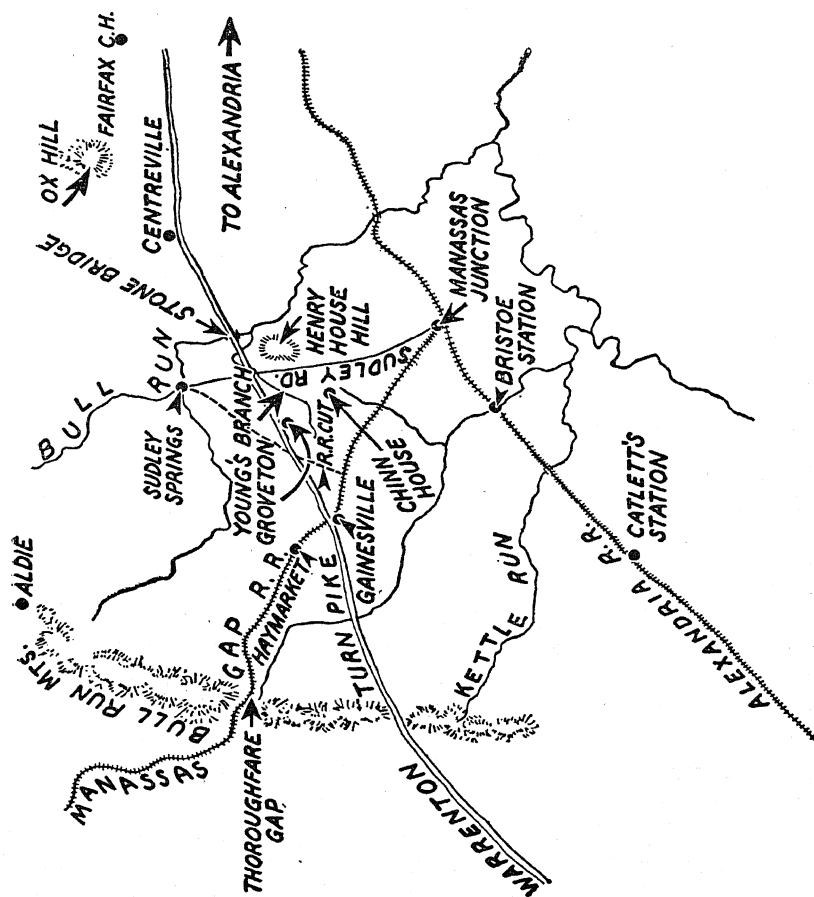 OX HILL
FAIRFAX C.H.
TO ALEXANDRIA
CENTREVILLE
STONE BRIDGE
BULL RUN
HENRY
HOUSE
HILL
SUDLEY RD.
MANASSAS
JUNCTION
BRISTOE
STATION
SUDLEY
SPRINGS
YOUNG'S BRANCH
GROVETON
R.R.CUT
CHINN
HOUSE
GAINESVILLE
HAYMARKET
ALDIE
BULL RUN MTS.
MANASSAS GAP R.R.
THOROUGHFARE
GAP
WARRENTON TURN PIKE
KETTLE RUN
CATLETT'S
STATION
ALEXANDRIA R.R.